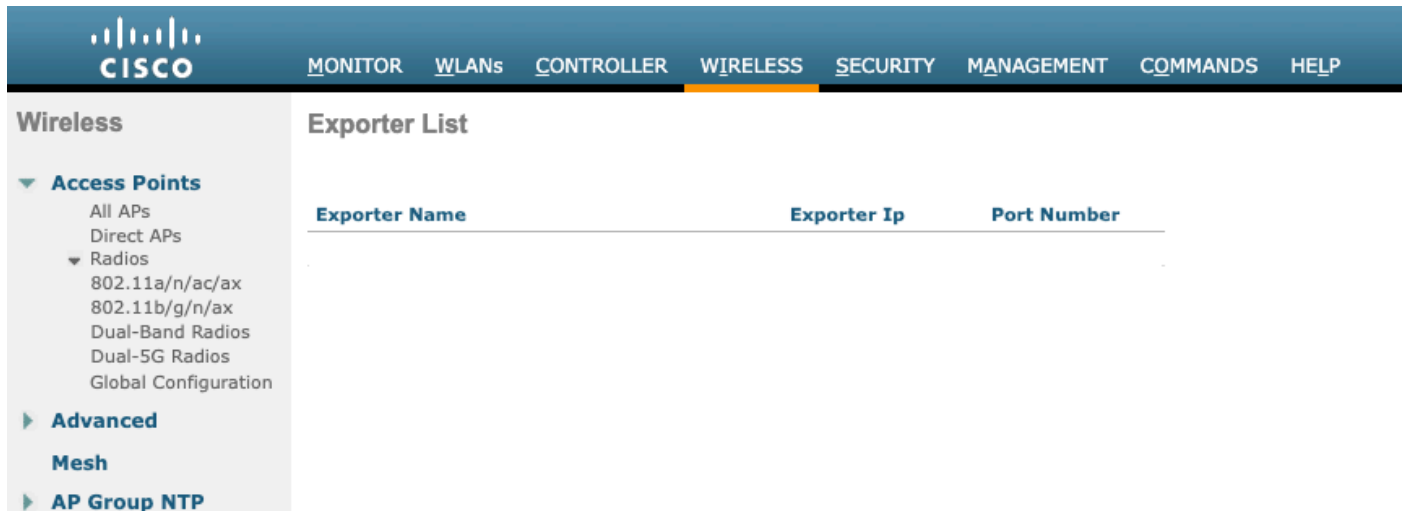 CISCO
MONITOR WLANs CONTROLLER WIRELESS SECURITY MANAGEMENT COMMANDS HELP
Wireless
Access Points
All APs
Direct APs
Radios
802.11a/n/ac/ax
802.11b/g/n/ax
Dual-Band Radios
Dual-5G Radios
Global Configuration
Advanced
Mesh
AP Group NTP
Exporter List
Exporter Name Exporter Ip Port Number